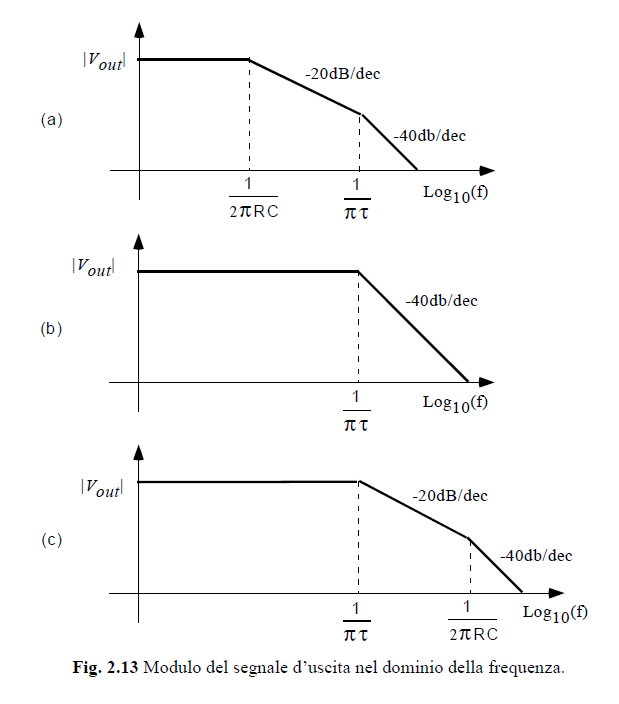 |Vout|
-20dB/dec
(a)
-40db/dec
1
2πRC
1
πτ
Log10(f)
|Vout|
-40db/dec
(b)
1
πτ
Log10(f)
|Vout|
-20dB/dec
(c)
-40db/dec
1
πτ
1
2πRC
Log10(f)
Fig. 2.13 Modulo del segnale d’uscita nel dominio della frequenza.